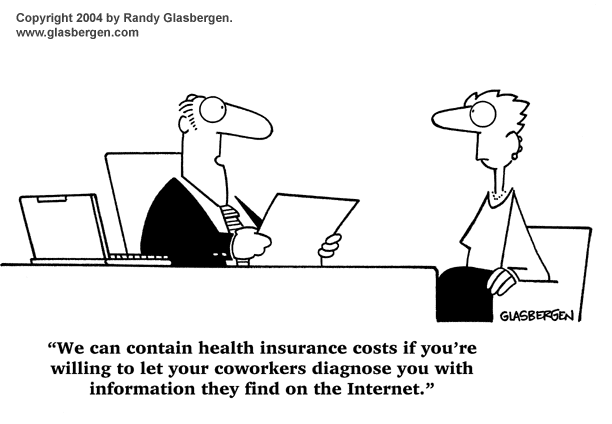 Copyright 2004 by Randy Glasbergen.
www.glasbergen.com
GLASBERGEN
“We can contain health insurance costs if you’re
willing to let your coworkers diagnose you with
information they find on the Internet.”